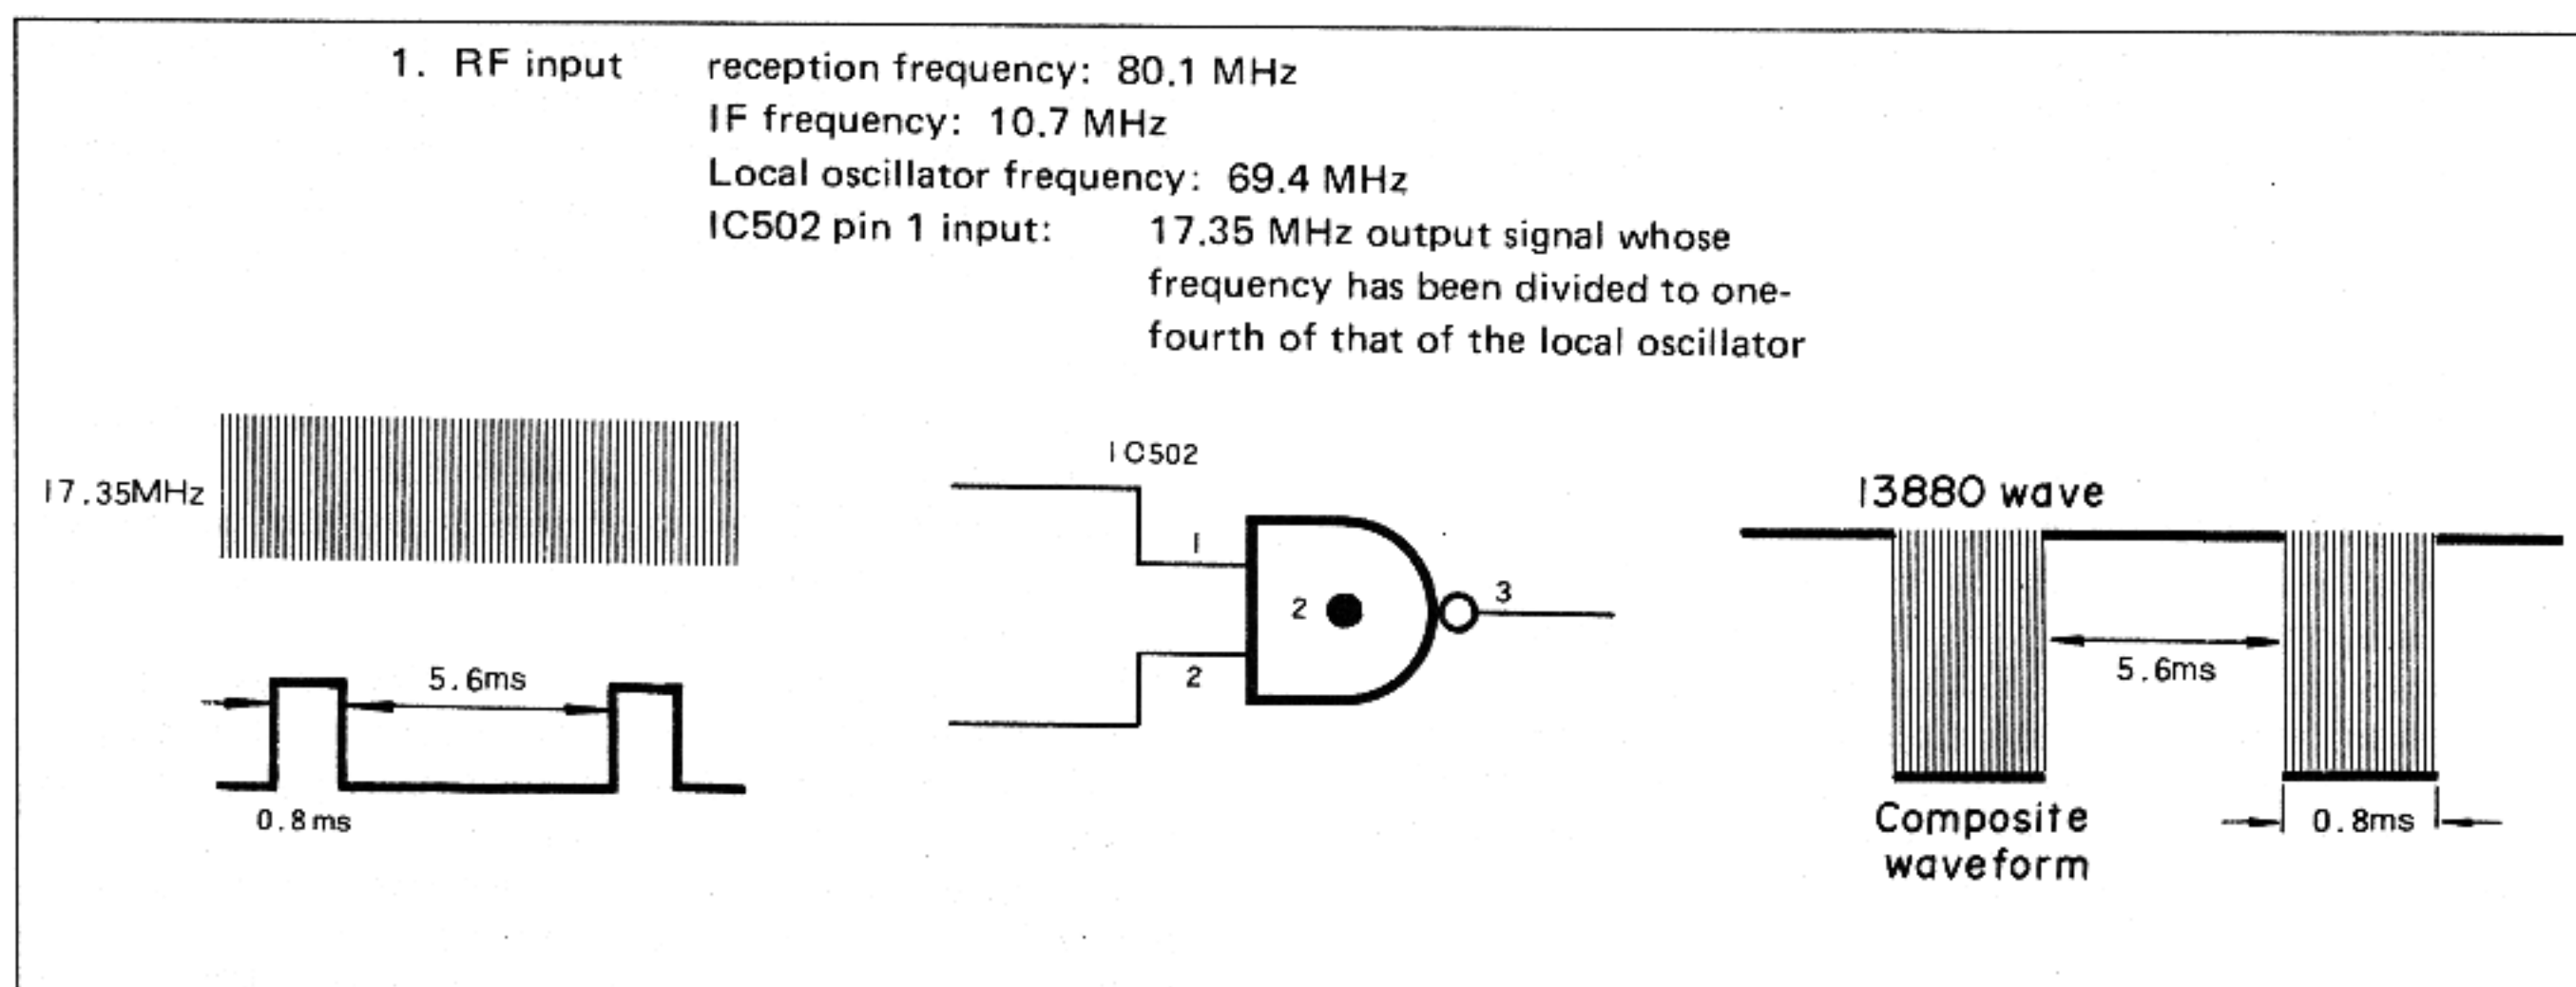 1. RF input reception frequency: 80.1 MHz
IF frequency: 10.7 MHz
Local oscillator frequency: 69.4 MHz
IC502 pin 1 input: 17.35 MHz output signal whose
frequency has been divided to one-
fourth of that of the local oscillator
17.35MHz
5.6ms
0.8ms
IC502
1
2
2
3
13880 wave
5.6ms
0.8ms
Composite
waveform